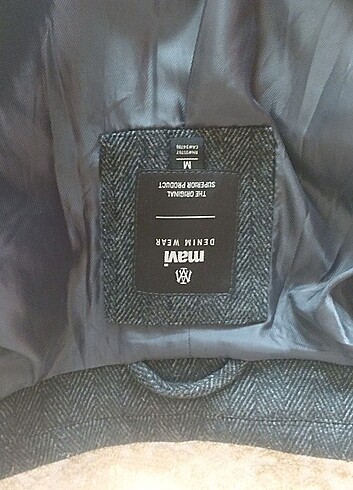 mavi
DENIM WEAR
THE ORIGINAL
SUPERIOR PRODUCT
M